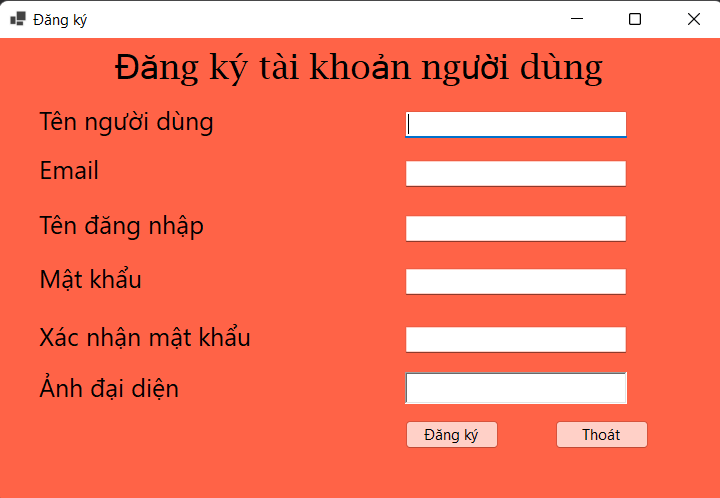 Đăng ký
Đăng ký tài khoản người dùng
Tên người dùng
Email
Tên đăng nhập
Mật khẩu
Xác nhận mật khẩu
Ảnh đại diện
Đăng ký Thoát